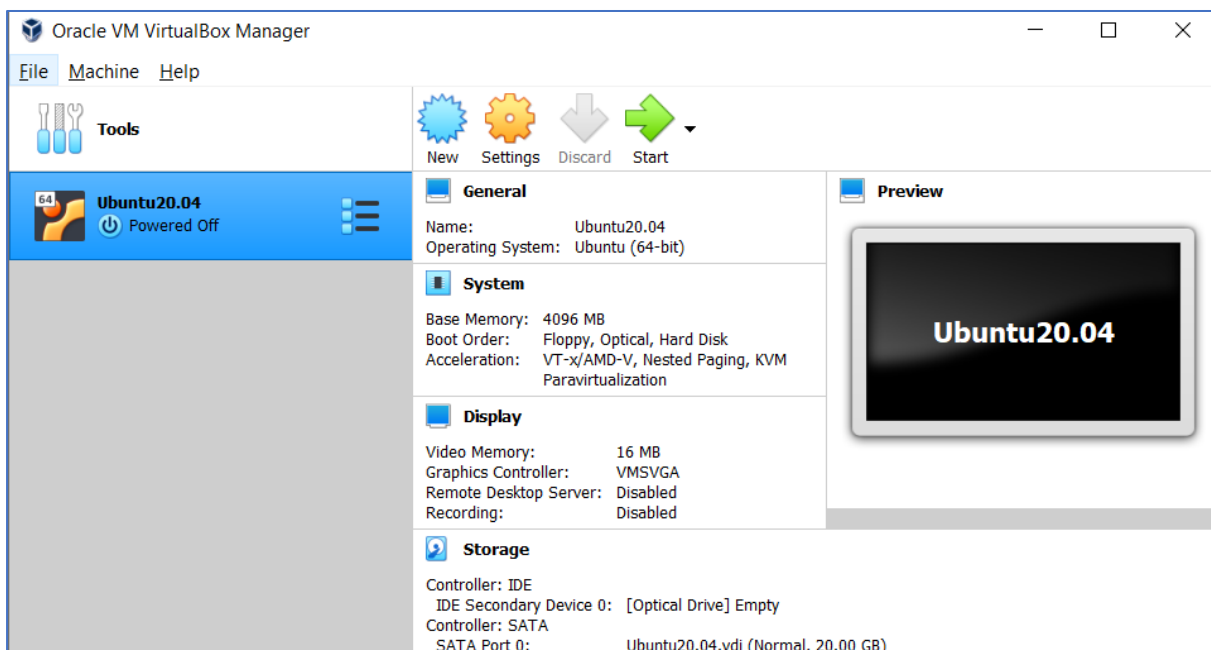 Oracle VM VirtualBox Manager
File Machine Help
Tools
New Settings Discard Start
64
Ubuntu20.04
Powered Off
General
Name: Ubuntu20.04
Operating System: Ubuntu (64-bit)
System
Base Memory: 4096 MB
Boot Order: Floppy, Optical, Hard Disk
Acceleration: VT-x/AMD-V, Nested Paging, KVM
Paravirtualization
Display
Video Memory: 16 MB
Graphics Controller: VMSVGA
Remote Desktop Server: Disabled
Recording: Disabled
Storage
Controller: IDE
IDE Secondary Device 0: [Optical Drive] Empty
Controller: SATA
SATA Port 0: Ubuntu20.04.vdi (Normal, 20.00 GB)
Preview
Ubuntu20.04